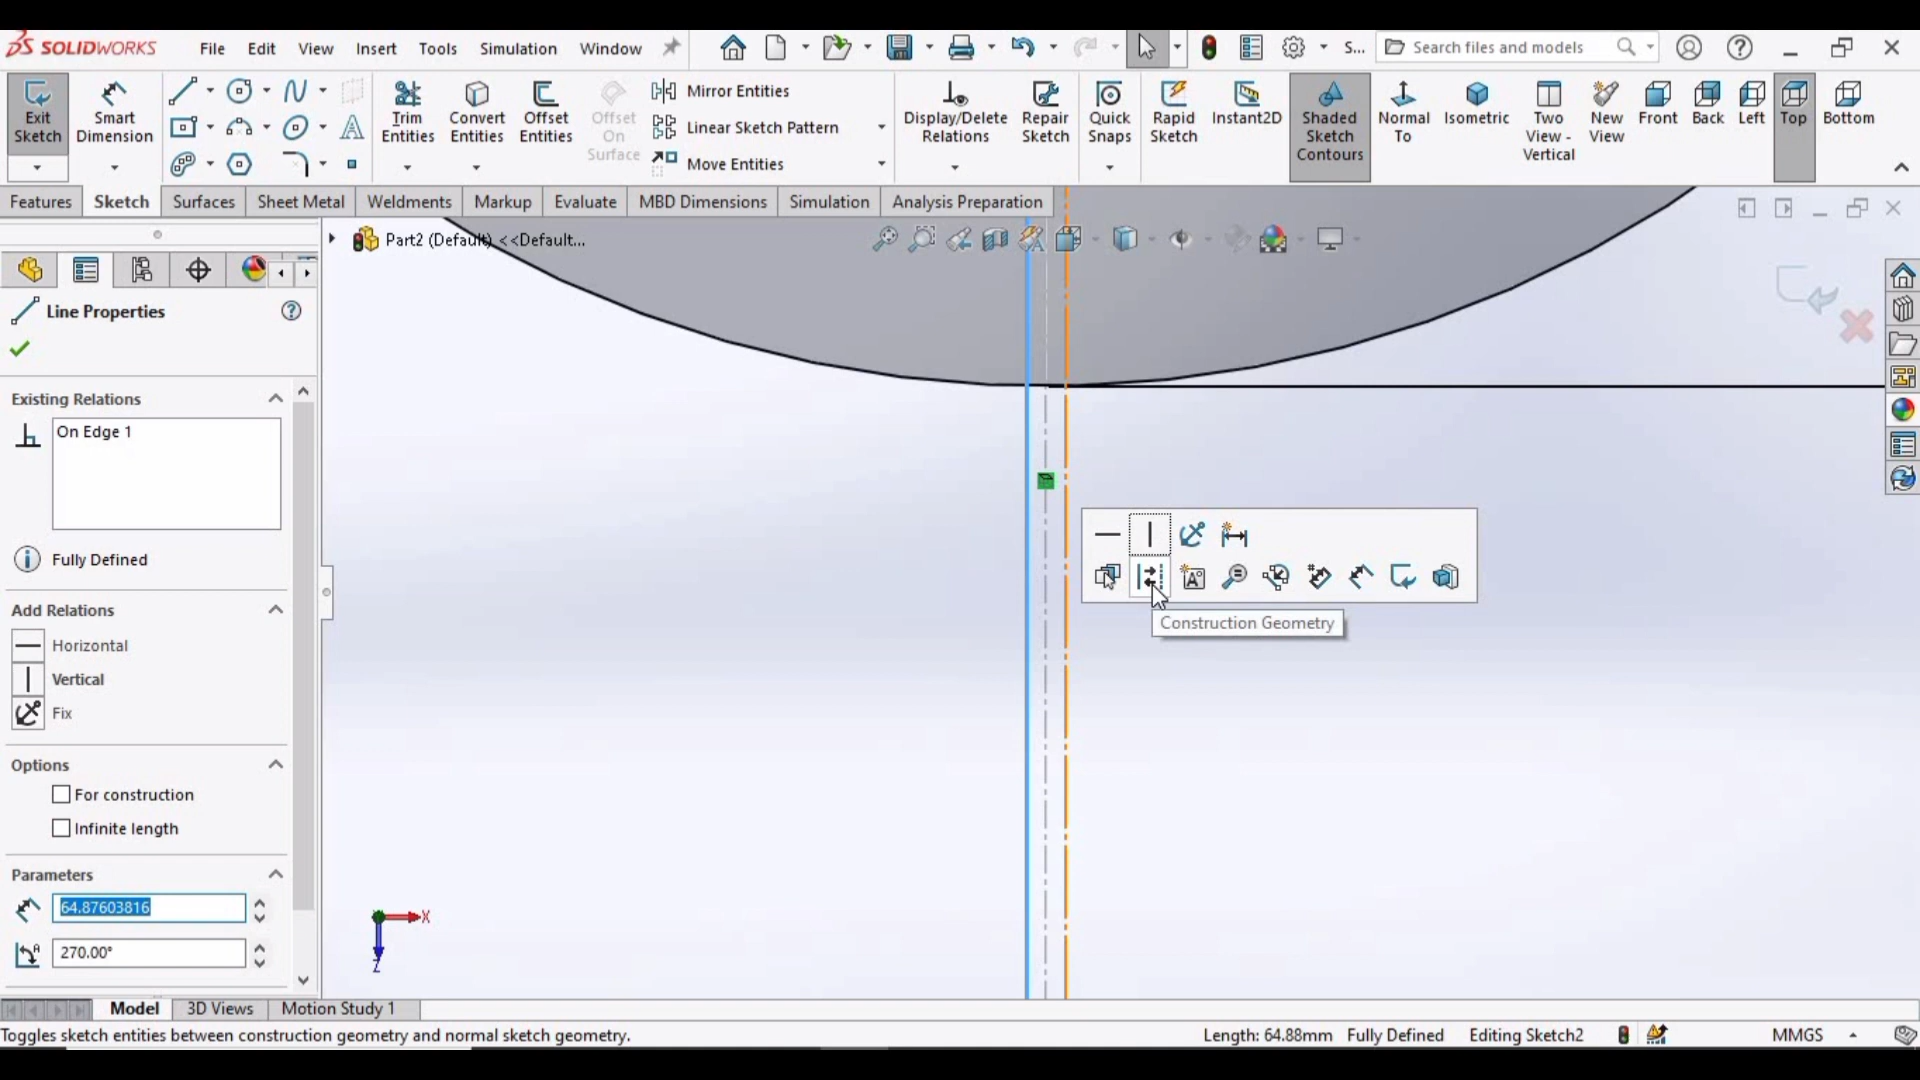 SOLIDWORKS File Edit View Insert Tools Simulation Window S... Search files and models
Exit Sketch
Smart Dimension
Trim Entities
Convert Entities
Offset Entities
Offset On Surface
Mirror Entities
Linear Sketch Pattern
Move Entities
Display/Delete Relations
Repair Sketch
Quick Snaps
Rapid Sketch
Instant2D
Shaded Sketch Contours
Normal To
Isometric
Two View - Vertical
New View
Front
Back
Left
Top
Bottom
Features Sketch Surfaces Sheet Metal Weldments Markup Evaluate MBD Dimensions Simulation Analysis Preparation
Part2 (Default) <<Default...
Line Properties
Existing Relations
On Edge 1
Fully Defined
Add Relations
Horizontal
Vertical
Fix
Options
For construction
Infinite length
Parameters
64.87603816
270.00°
Construction Geometry
X
Z
Model 3D Views Motion Study 1
Toggles sketch entities between construction geometry and normal sketch geometry. Length: 64.88mm Fully Defined Editing Sketch2 MMGS